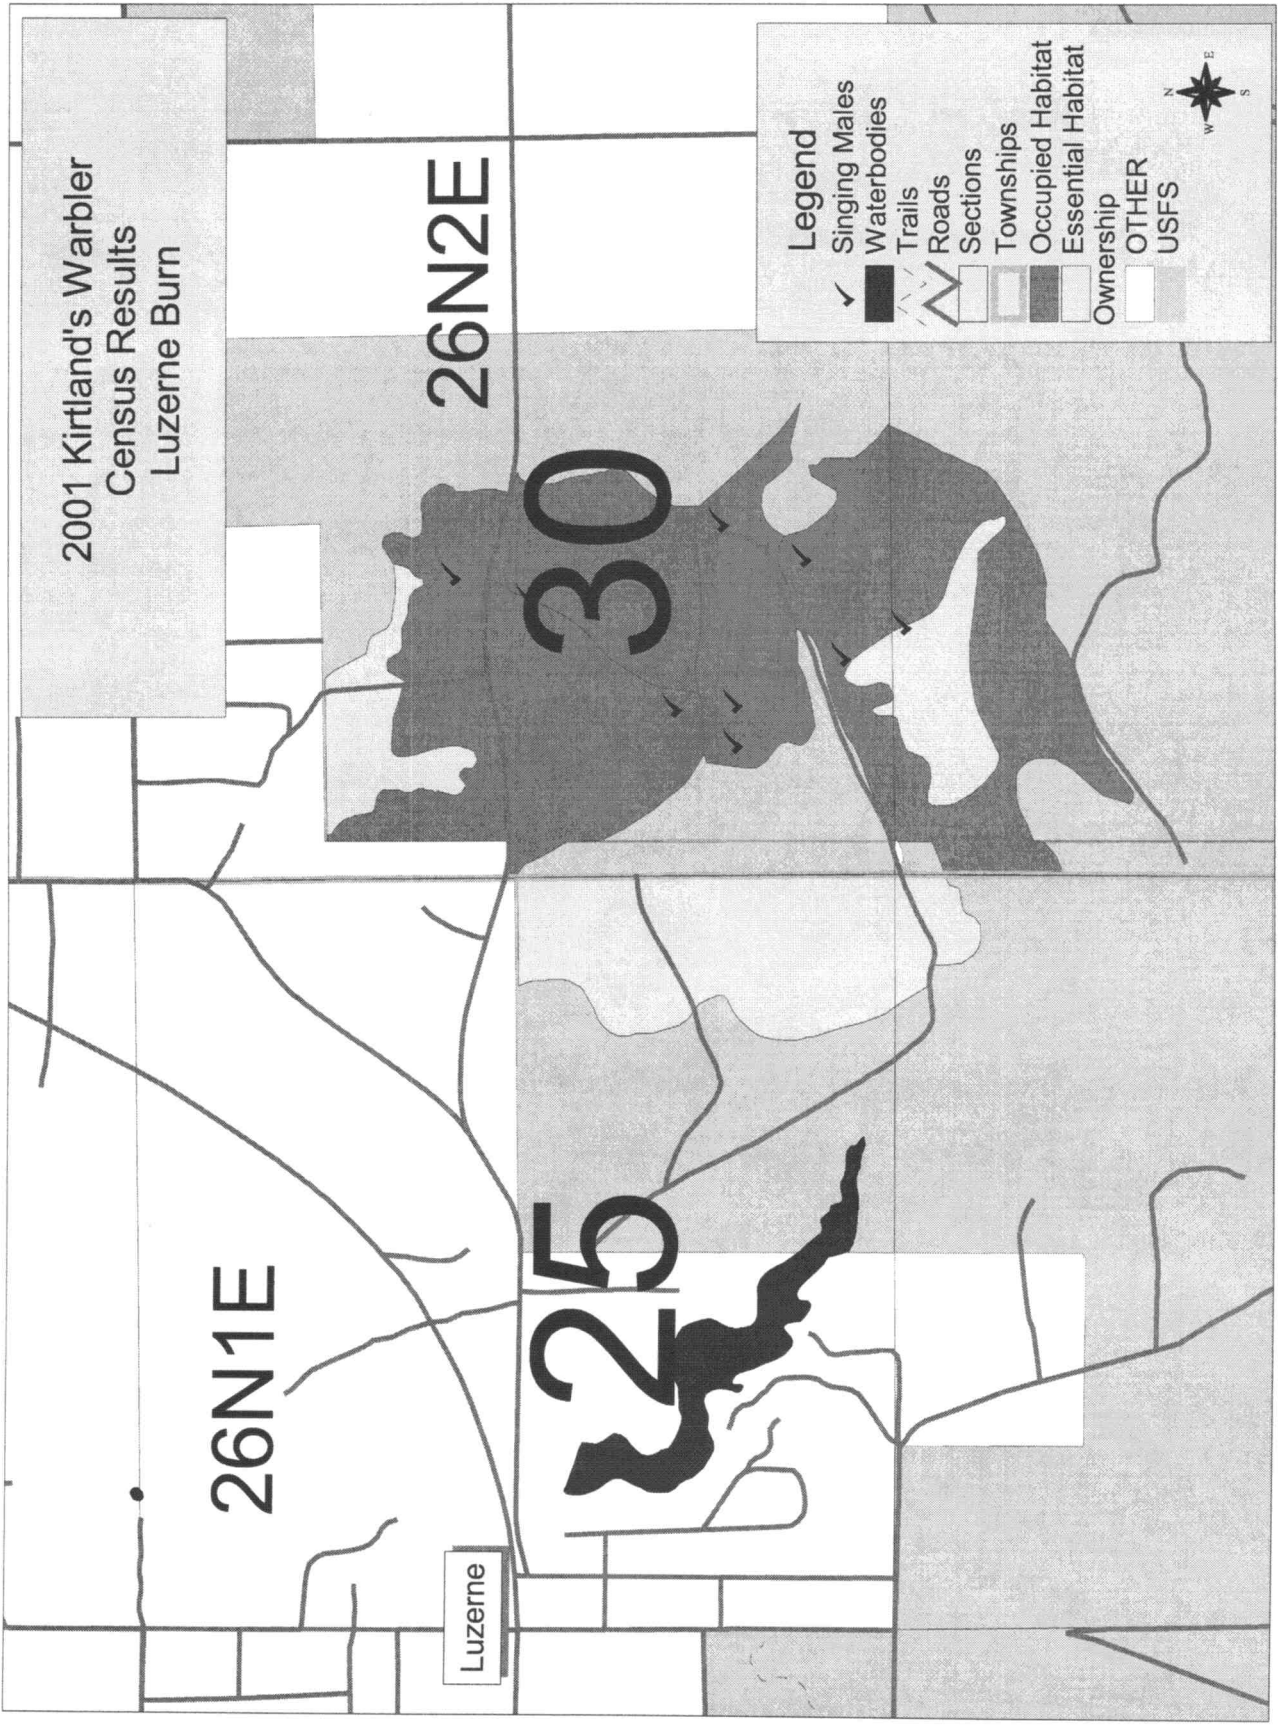 2001 Kirtland's Warbler
Census Results
Luzerne Burn
26N1E
26N2E
25
30
Luzerne
Legend
Singing Males
Waterbodies
Trails
Roads
Sections
Townships
Occupied Habitat
Essential Habitat
Ownership
OTHER
USFS
N
W
E
S